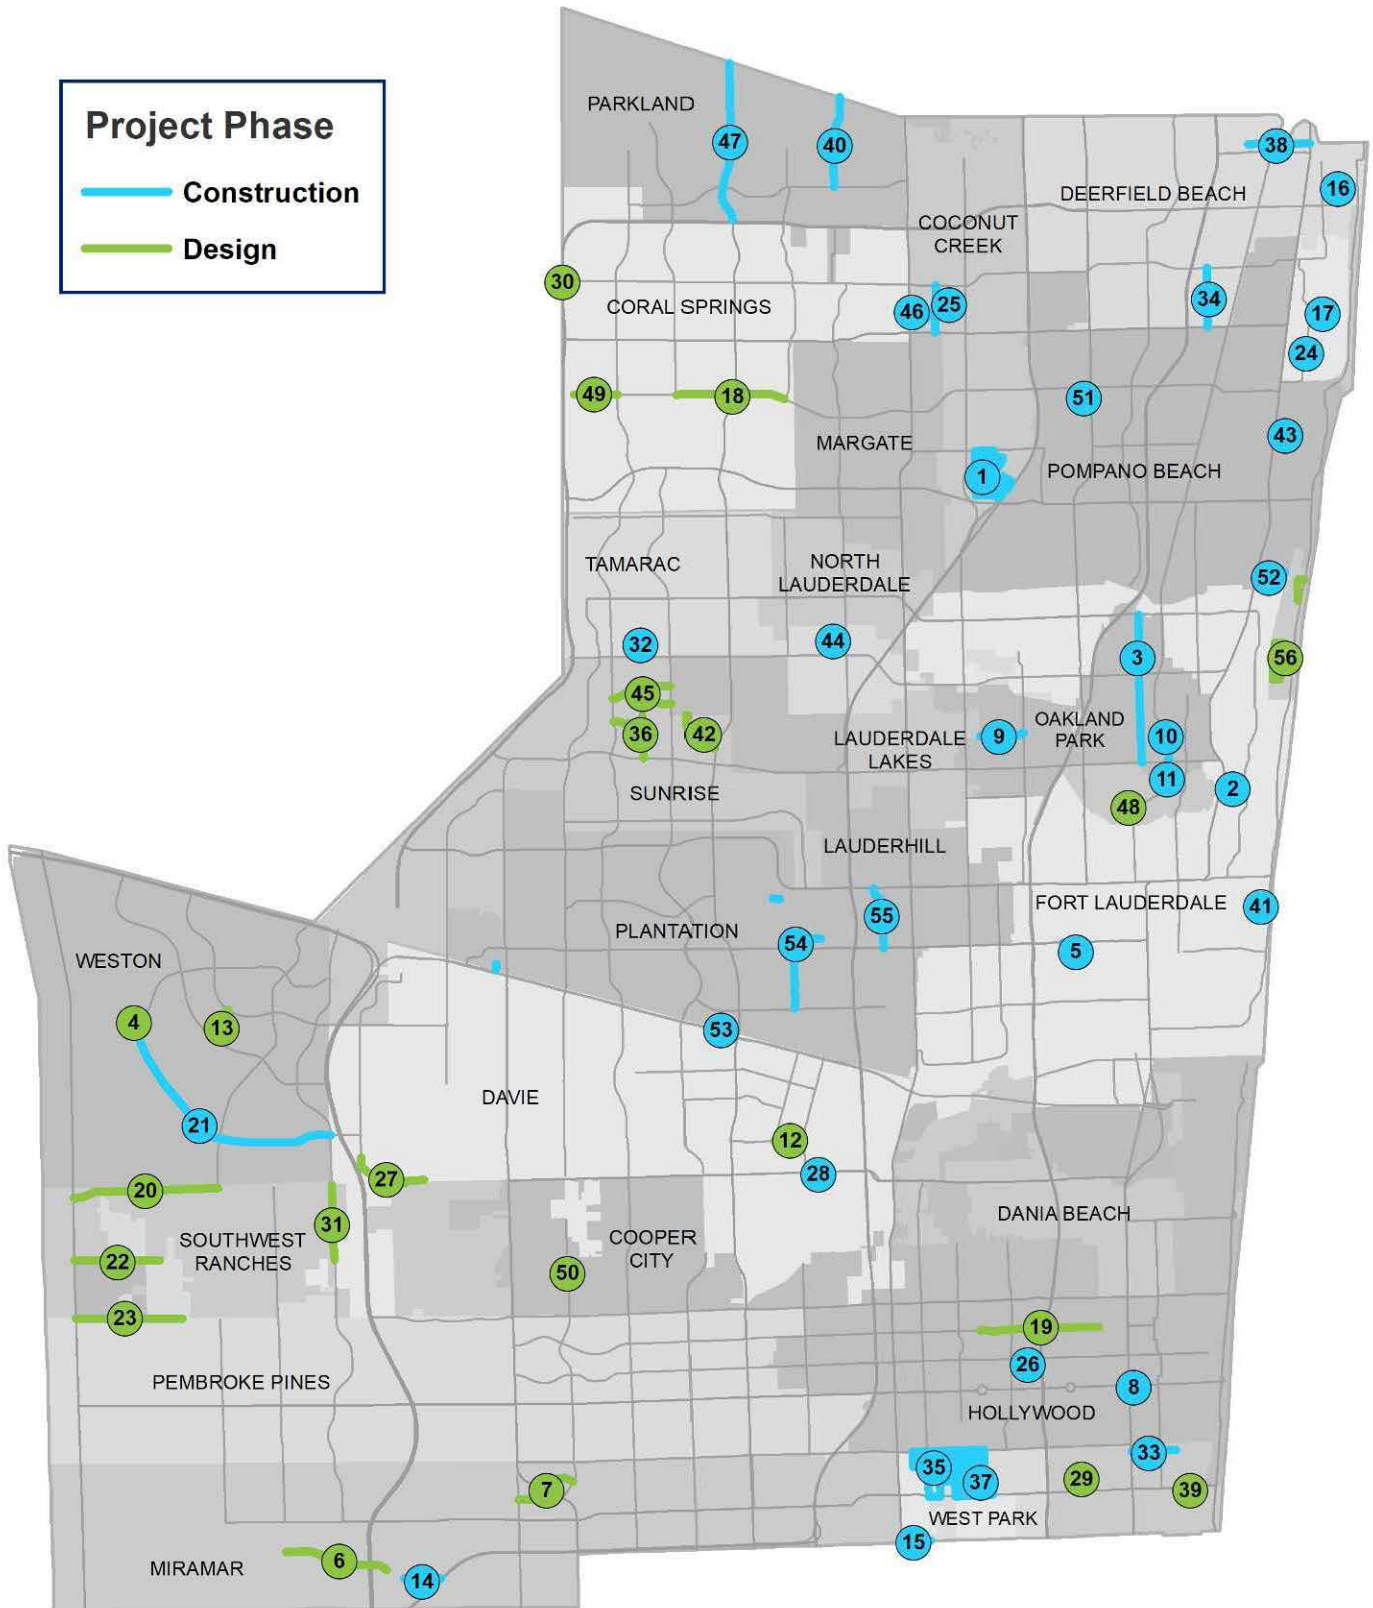 Project Phase
Construction
Design
PARKLAND
47
40
38
16
DEERFIELD BEACH
COCONUT
CREEK
30
CORAL SPRINGS
46
25
34
17
24
49
18
51
43
MARGATE
1
POMPANO BEACH
TAMARAC
NORTH
LAUDERDALE
52
32
44
3
56
45
36
42
LAUDERDALE
LAKES
9
OAKLAND
PARK
10
11
2
48
SUNRISE
LAUDERHILL
FORT LAUDERDALE
41
55
PLANTATION
54
5
WESTON
4
13
53
DAVIE
21
12
28
27
20
31
SOUTHWEST
RANCHES
22
23
COOPER
CITY
50
DANIA BEACH
19
26
8
PEMBROKE PINES
HOLLYWOOD
33
35
37
29
39
7
WEST PARK
15
6
MIRAMAR
14